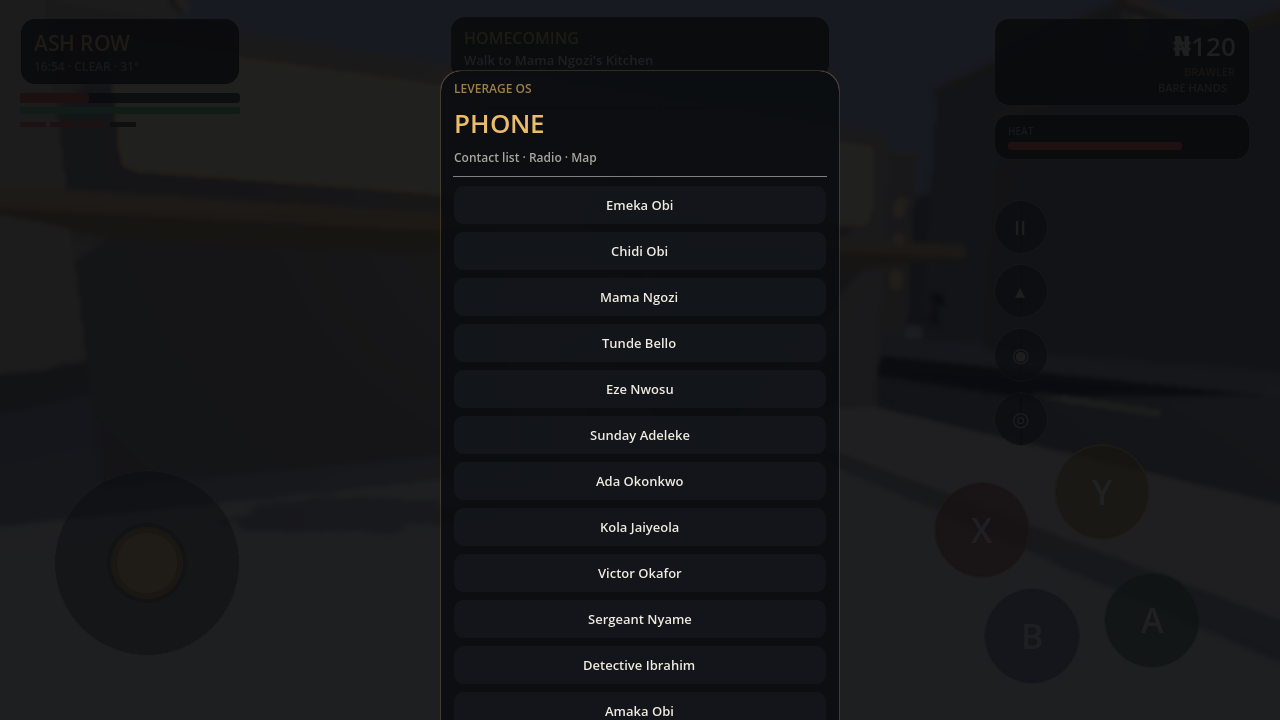 ASH ROW
16:54 · CLEAR · 31°
HOMECOMING
Walk to Mama Ngozi's Kitchen
₦120
BRAWLER
BARE HANDS
HEAT
LEVERAGE OS
PHONE
Contact list · Radio · Map
Emeka Obi
Chidi Obi
Mama Ngozi
Tunde Bello
Eze Nwosu
Sunday Adeleke
Ada Okonkwo
Kola Jaiyeola
Victor Okafor
Sergeant Nyame
Detective Ibrahim
Amaka Obi
X
Y
B
A